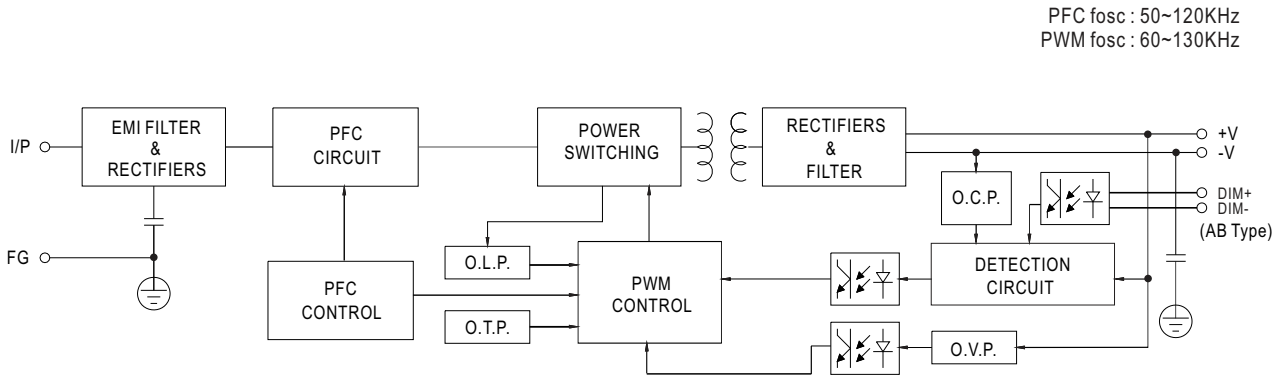 PFC fosc : 50~120KHz
PWM fosc : 60~130KHz
I/P
EMI FILTER
&
RECTIFIERS
PFC
CIRCUIT
POWER
SWITCHING
RECTIFIERS
&
FILTER
+V
-V
O.C.P.
DIM+
DIM-
(AB Type)
FG
O.L.P.
PFC
CONTROL
PWM
CONTROL
DETECTION
CIRCUIT
O.T.P.
O.V.P.